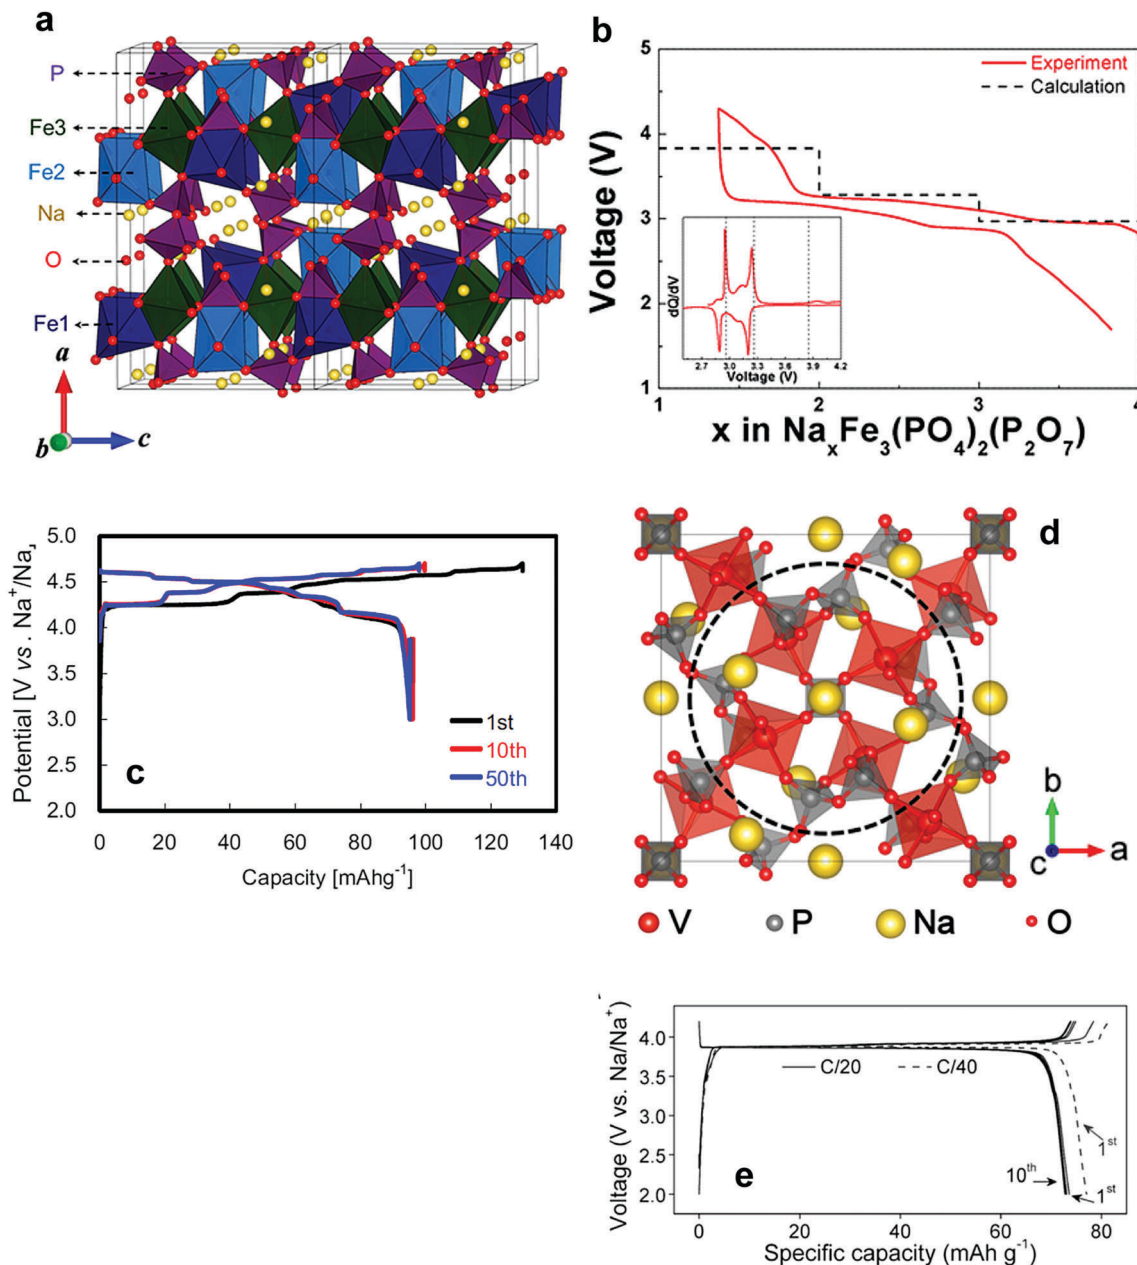 a
P
Fe3
Fe2
Na
O
Fe1
a
b
c
b
Voltage (V)
5
4
3
2
1
Experiment
Calculation
dQ/dV
2.7 3.0 3.3 3.6 3.9 4.2
Voltage (V)
1 2 3 4
x in NaxFe3(PO4)2(P2O7)
Potential [V vs. Na+/Na]
5.0
4.5
4.0
3.5
3.0
2.5
2.0
1st
10th
50th
c
0 20 40 60 80 100 120 140
Capacity [mAhg-1]
d
b
c
a
V P Na O
Voltage (V vs. Na/Na+)
4.0
3.5
3.0
2.5
2.0
C/20 C/40
1st
10th
1st
e
0 20 40 60 80
Specific capacity (mAh g-1)